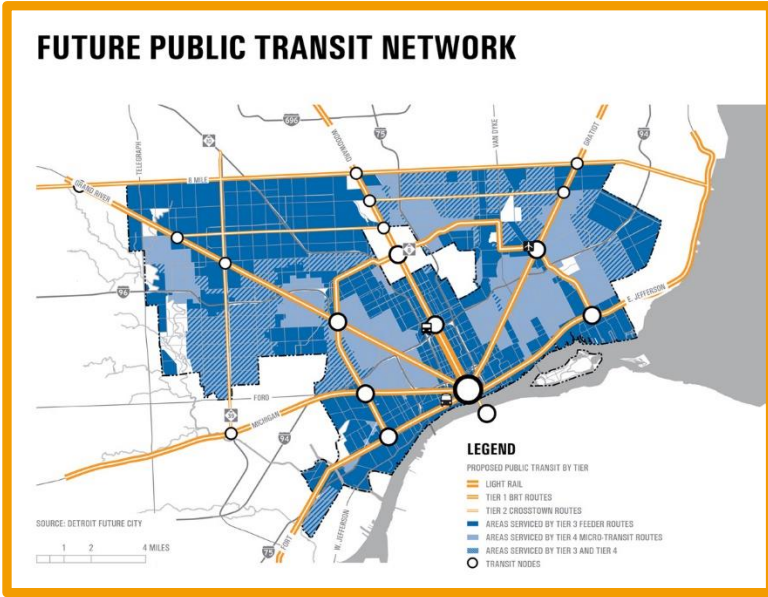 FUTURE PUBLIC TRANSIT NETWORK
696
75
94
TELEGRAPH
WOODWARD
VAN DYKE
GRATIOT
8 MILE
GRAND RIVER
96
E. JEFFERSON
FORD
MICHIGAN
39
94
75
FORT
W. JEFFERSON
LEGEND
PROPOSED PUBLIC TRANSIT BY TIER
LIGHT RAIL
TIER 1 BRT ROUTES
TIER 2 CROSSTOWN ROUTES
AREAS SERVICED BY TIER 3 FEEDER ROUTES
AREAS SERVICED BY TIER 4 MICRO-TRANSIT ROUTES
AREAS SERVICED BY TIER 3 AND TIER 4
TRANSIT NODES
SOURCE: DETROIT FUTURE CITY
1 2 4 MILES